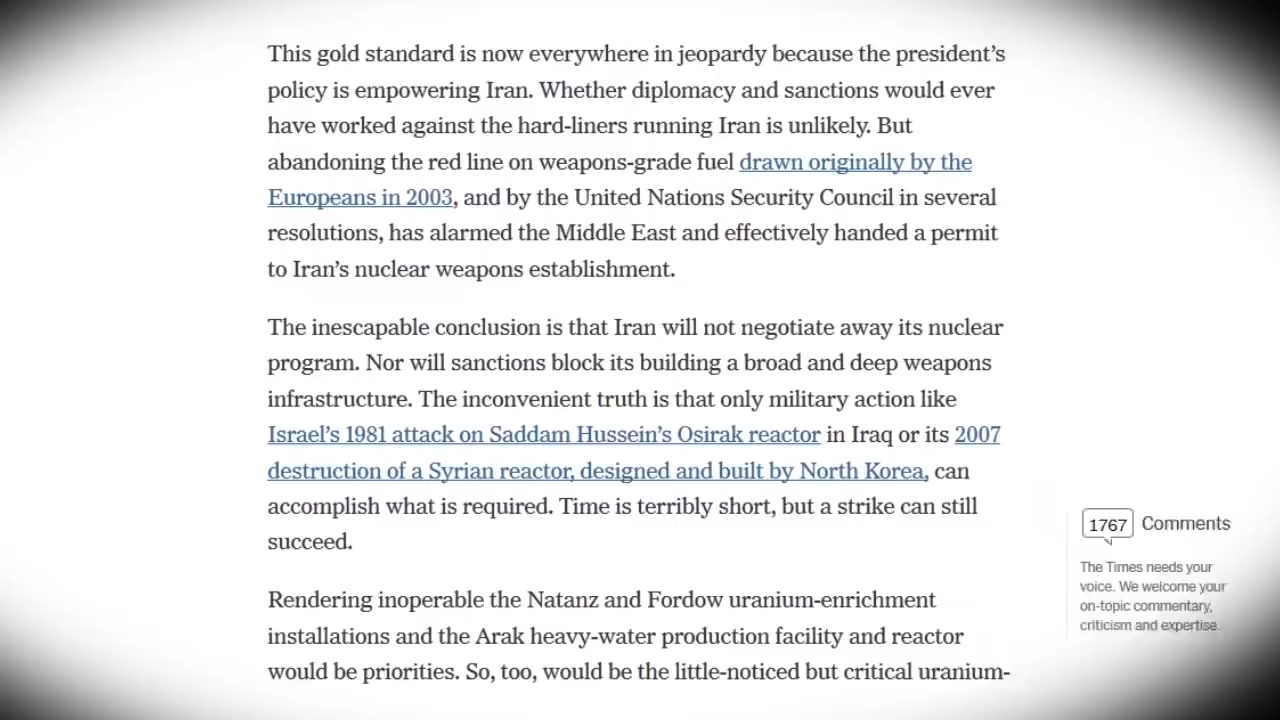 This gold standard is now everywhere in jeopardy because the president’s
policy is empowering Iran. Whether diplomacy and sanctions would ever
have worked against the hard-liners running Iran is unlikely. But
abandoning the red line on weapons-grade fuel drawn originally by the
Europeans in 2003, and by the United Nations Security Council in several
resolutions, has alarmed the Middle East and effectively handed a permit
to Iran’s nuclear weapons establishment.
The inescapable conclusion is that Iran will not negotiate away its nuclear
program. Nor will sanctions block its building a broad and deep weapons
infrastructure. The inconvenient truth is that only military action like
Israel’s 1981 attack on Saddam Hussein’s Osirak reactor in Iraq or its 2007
destruction of a Syrian reactor, designed and built by North Korea, can
accomplish what is required. Time is terribly short, but a strike can still
succeed.
Rendering inoperable the Natanz and Fordow uranium-enrichment
installations and the Arak heavy-water production facility and reactor
would be priorities. So, too, would be the little-noticed but critical uranium-
1767 Comments
The Times needs your
voice. We welcome your
on-topic commentary,
criticism and expertise.